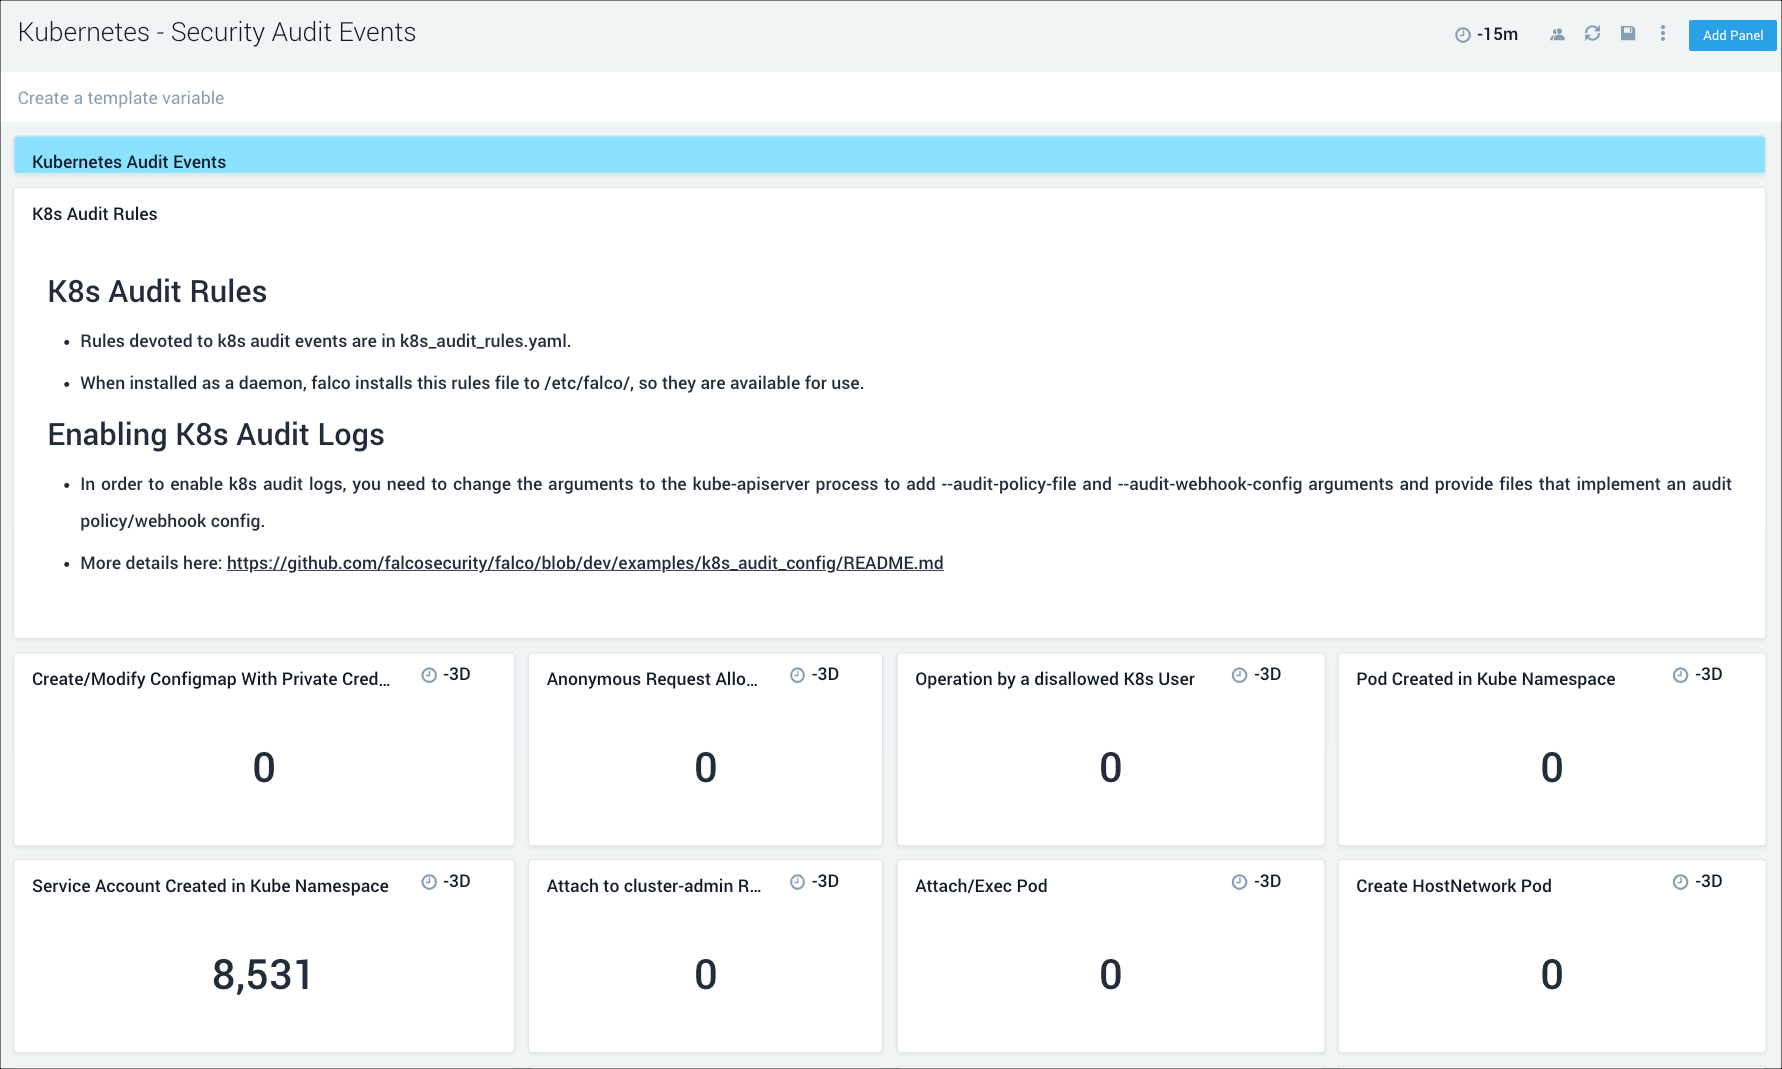 Kubernetes - Security Audit Events
-15m
Add Panel
Create a template variable
Kubernetes Audit Events
K8s Audit Rules
K8s Audit Rules
• Rules devoted to k8s audit events are in k8s_audit_rules.yaml.
• When installed as a daemon, falco installs this rules file to /etc/falco/, so they are available for use.
Enabling K8s Audit Logs
• In order to enable k8s audit logs, you need to change the arguments to the kube-apiserver process to add --audit-policy-file and --audit-webhook-config arguments and provide files that implement an audit
policy/webhook config.
• More details here: https://github.com/falcosecurity/falco/blob/dev/examples/k8s_audit_config/README.md
Create/Modify Configmap With Private Cred...
-3D
0
Anonymous Request Allo...
-3D
0
Operation by a disallowed K8s User
-3D
0
Pod Created in Kube Namespace
-3D
0
Service Account Created in Kube Namespace
-3D
8,531
Attach to cluster-admin R...
-3D
0
Attach/Exec Pod
-3D
0
Create HostNetwork Pod
-3D
0